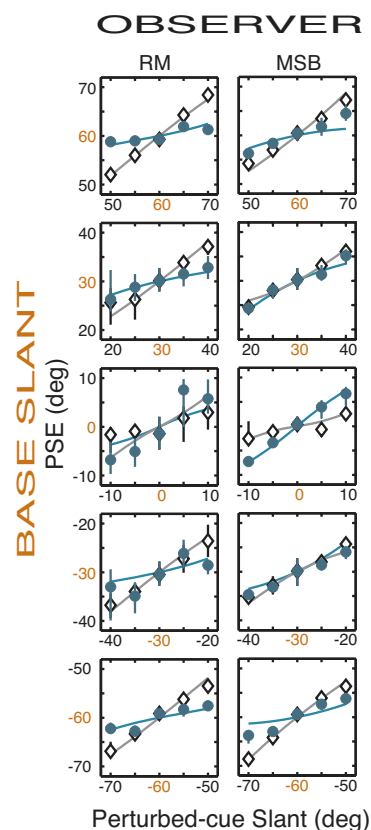 OBSERVER
RM MSB
70
60
50
50 60 70 50 60 70
40
30
20
20 30 40 20 30 40
10
0
-10
-10 0 10 -10 0 10
-20
-30
-40
-40 -30 -20 -40 -30 -20
-50
-60
-70
-70 -60 -50 -70 -60 -50
BASE SLANT
PSE (deg)
Perturbed-cue Slant (deg)